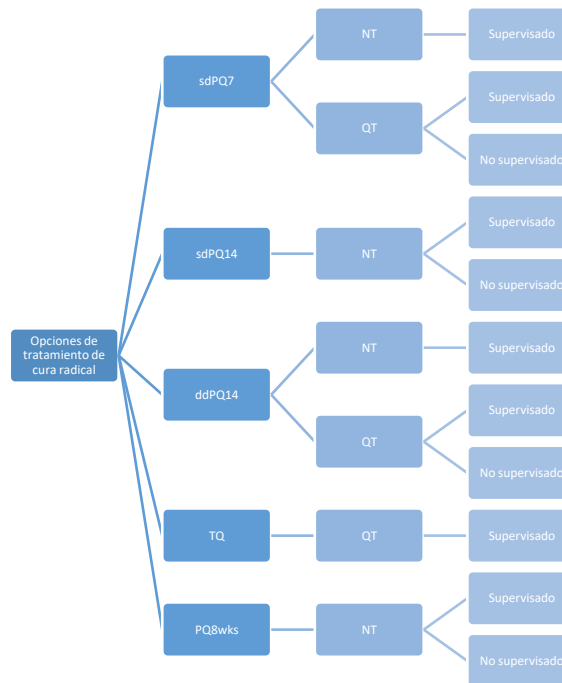 Opciones de
tratamiento de
cura radical
sdPQ7
NT
Supervisado
QT
Supervisado
No supervisado
sdPQ14
NT
Supervisado
No supervisado
ddPQ14
NT
Supervisado
QT
Supervisado
No supervisado
TQ
QT
Supervisado
PQ8wks
NT
Supervisado
No supervisado